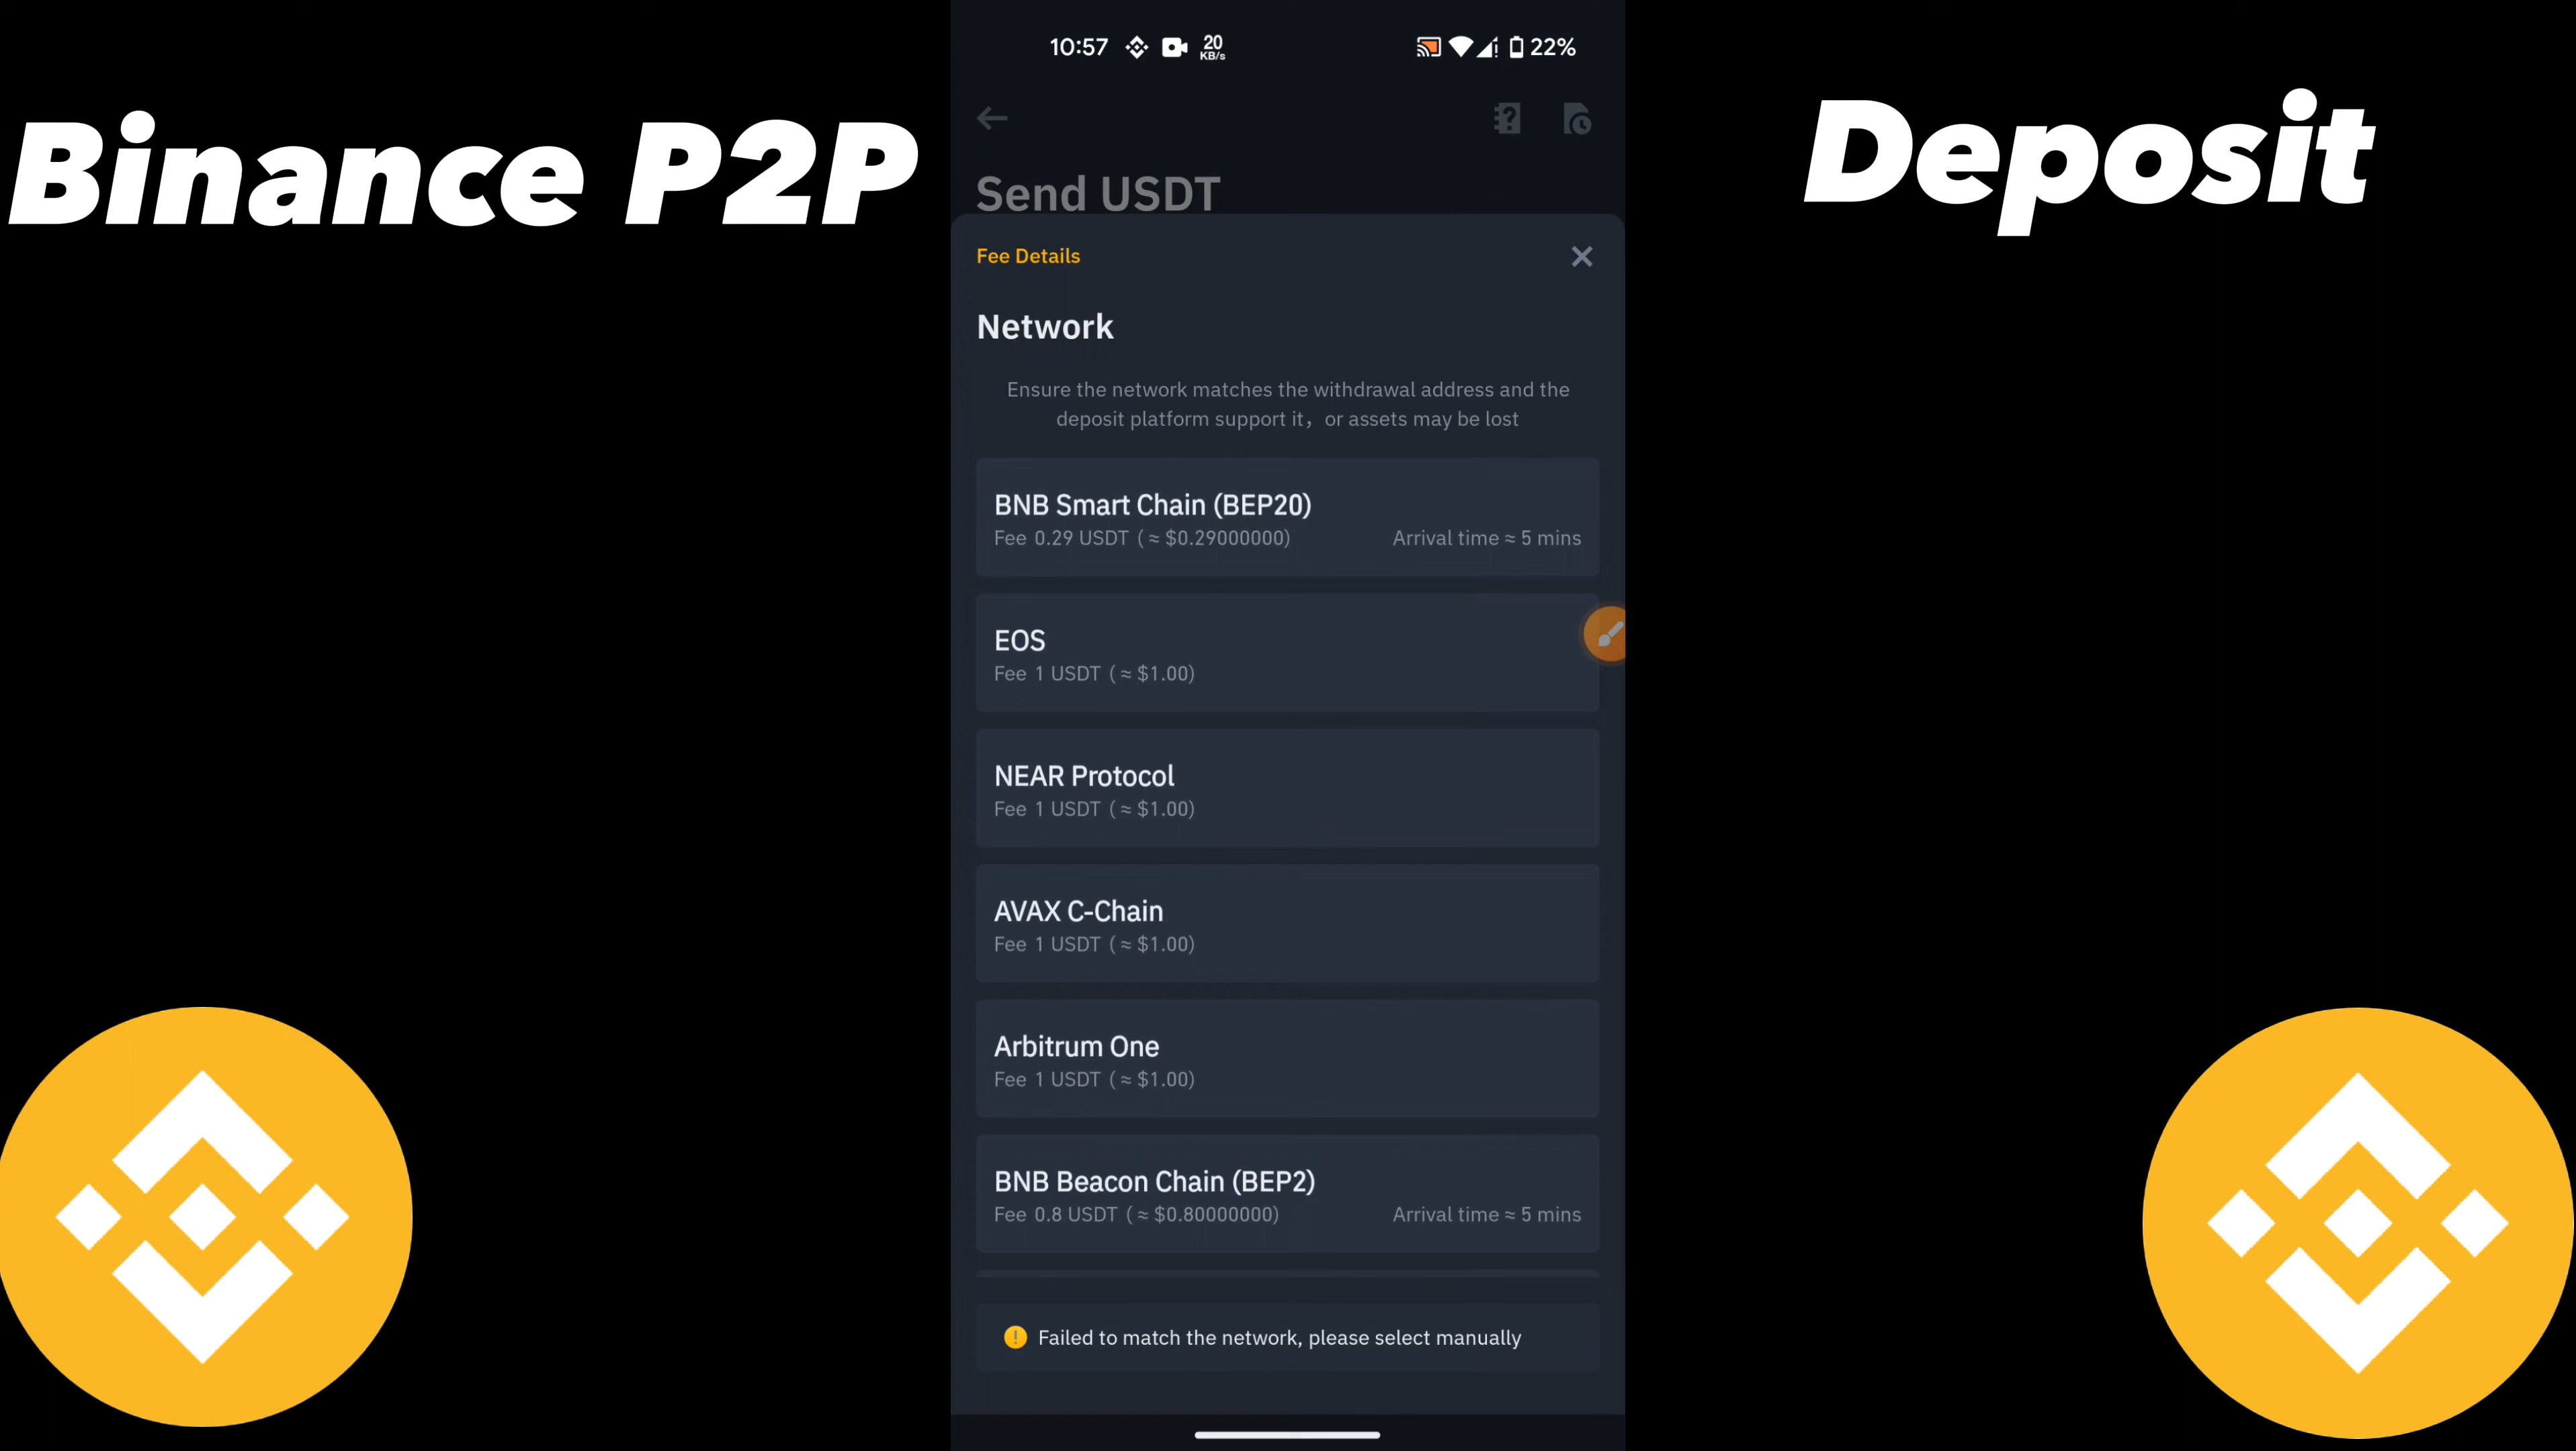 Binance P2P
Deposit
10:57 20 KB/s 22%
Send USDT
Fee Details
Network
Ensure the network matches the withdrawal address and the
deposit platform support it，or assets may be lost
BNB Smart Chain (BEP20)
Fee 0.29 USDT (≈ $0.29000000) Arrival time ≈ 5 mins
EOS
Fee 1 USDT (≈ $1.00)
NEAR Protocol
Fee 1 USDT (≈ $1.00)
AVAX C-Chain
Fee 1 USDT (≈ $1.00)
Arbitrum One
Fee 1 USDT (≈ $1.00)
BNB Beacon Chain (BEP2)
Fee 0.8 USDT (≈ $0.80000000) Arrival time ≈ 5 mins
Failed to match the network, please select manually